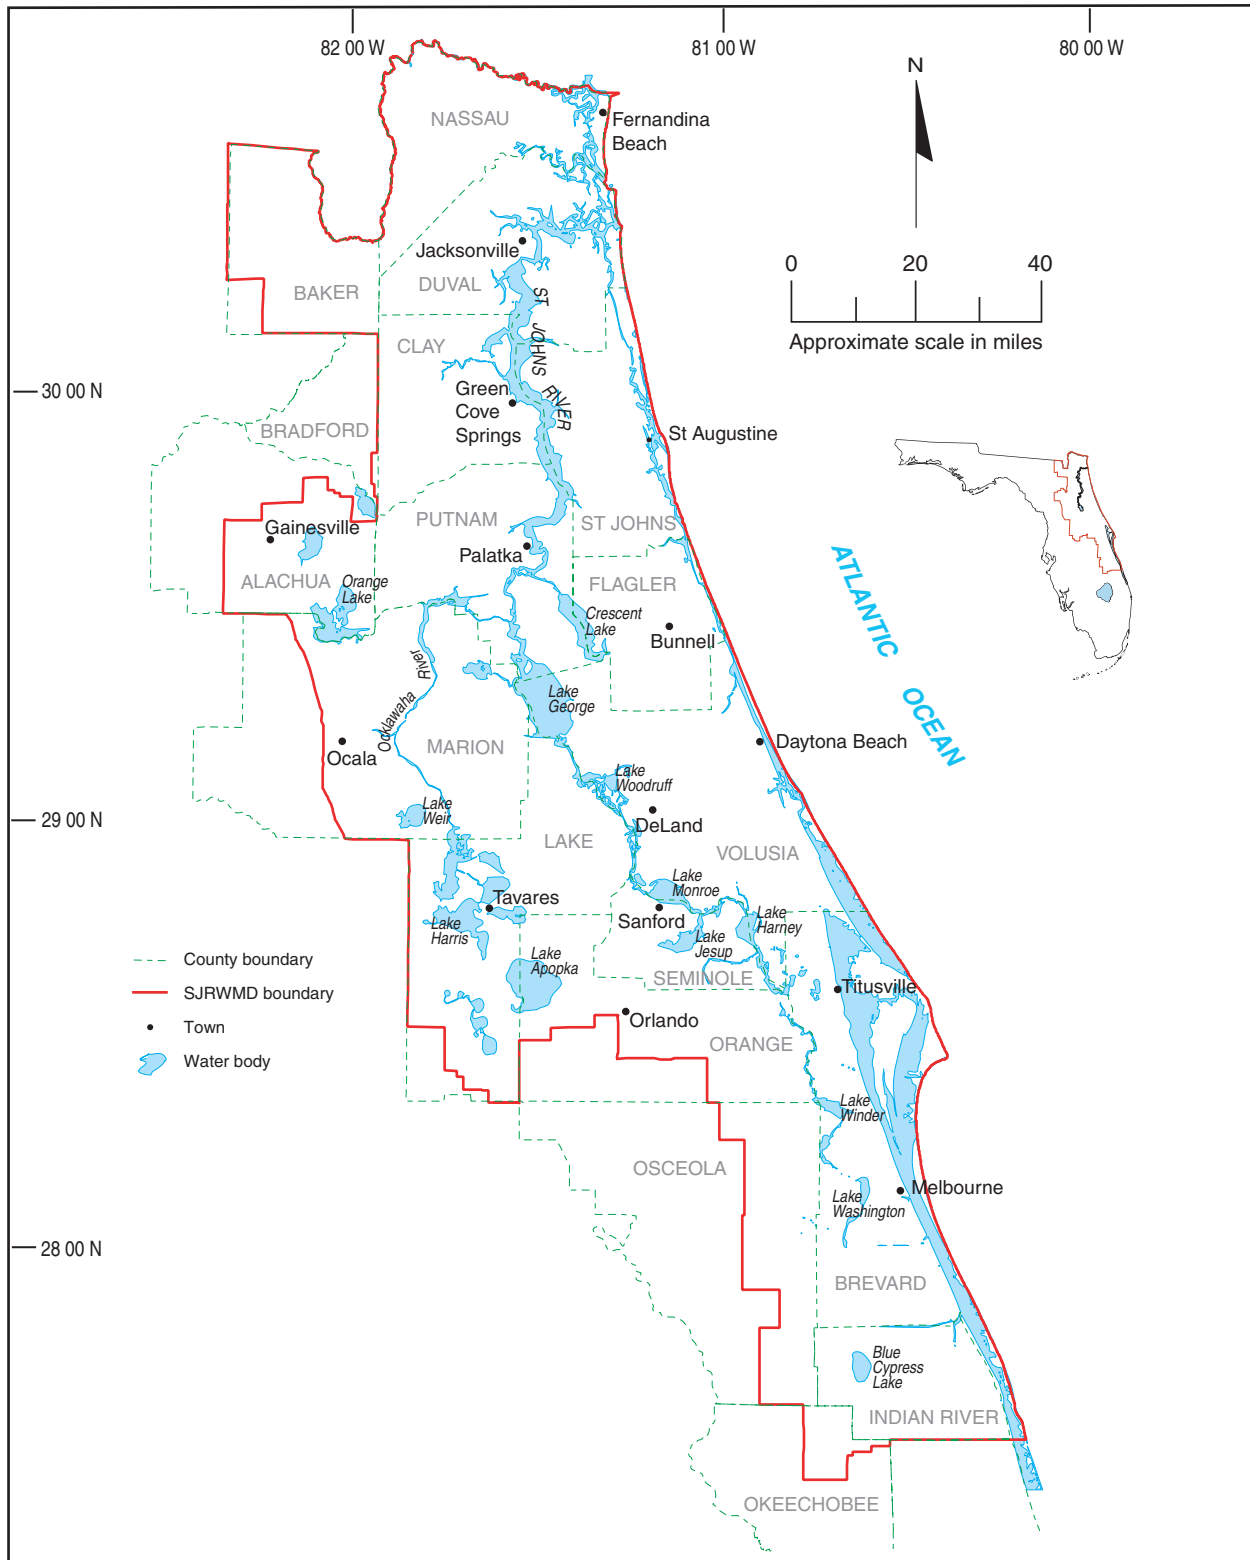 82 00 W
81 00 W
80 00 W
N
NASSAU
Fernandina
Beach
Jacksonville
DUVAL
BAKER
ST JOHNS RIVER
0 20 40
Approximate scale in miles
CLAY
30 00 N
Green
Cove
Springs
BRADFORD
St Augustine
PUTNAM
ST JOHNS
Gainesville
Palatka
ALACHUA
Orange
Lake
FLAGLER
Crescent
Lake
Bunnell
ATLANTIC OCEAN
Ocklawaha River
Lake
George
MARION
Ocala
Daytona Beach
Lake
Woodruff
Lake
Weir
29 00 N
DeLand
LAKE
VOLUSIA
Lake
Monroe
Tavares
Sanford
Lake
Harney
Lake
Harris
Lake
Jesup
Lake
Apopka
SEMINOLE
Titusville
County boundary
SJRWMD boundary
Town
Water body
Orlando
ORANGE
Lake
Winder
OSCEOLA
Lake
Washington
Melbourne
28 00 N
BREVARD
Blue
Cypress
Lake
INDIAN RIVER
OKEECHOBEE